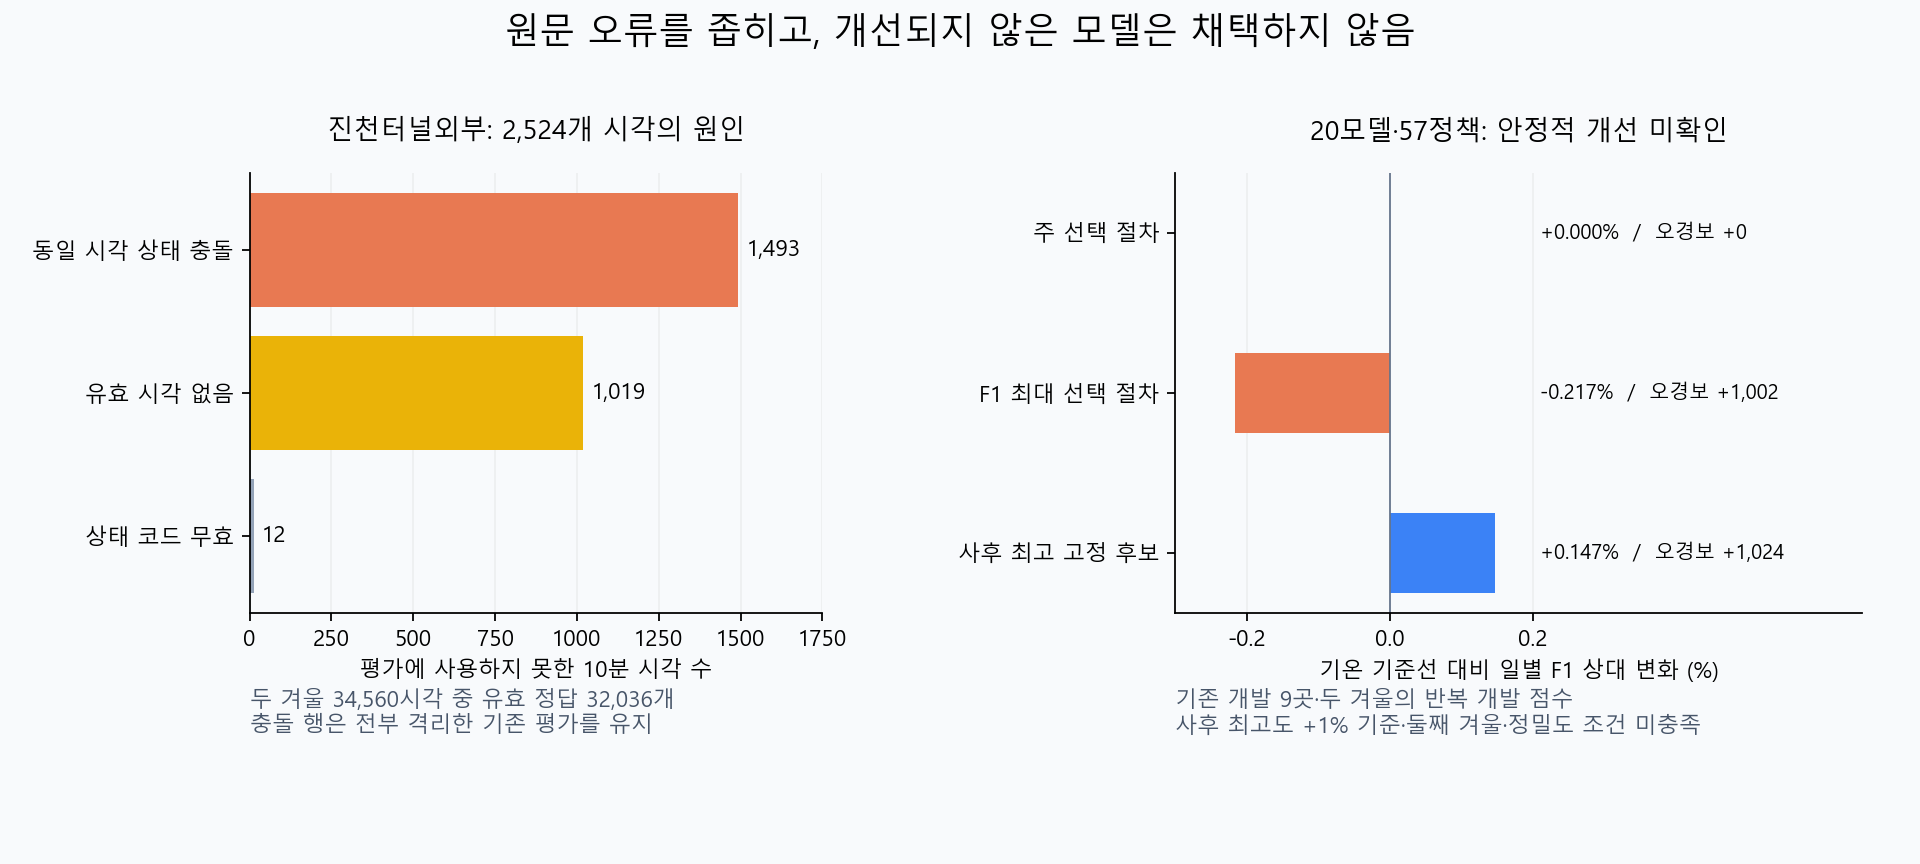 원문 오류를 좁히고, 개선되지 않은 모델은 채택하지 않음
진천터널외부: 2,524개 시각의 원인
동일 시각 상태 충돌
1,493
유효 시각 없음
1,019
상태 코드 무효
12
0 250 500 750 1000 1250 1500 1750
평가에 사용하지 못한 10분 시각 수
두 겨울 34,560시각 중 유효 정답 32,036개
충돌 행은 전부 격리한 기존 평가를 유지
20모델·57정책: 안정적 개선 미확인
주 선택 절차
+0.000% / 오경보 +0
F1 최대 선택 절차
-0.217% / 오경보 +1,002
사후 최고 고정 후보
+0.147% / 오경보 +1,024
-0.2 0.0 0.2
기온 기준선 대비 일별 F1 상대 변화 (%)
기존 개발 9곳·두 겨울의 반복 개발 점수
사후 최고도 +1% 기준·둘째 겨울·정밀도 조건 미충족